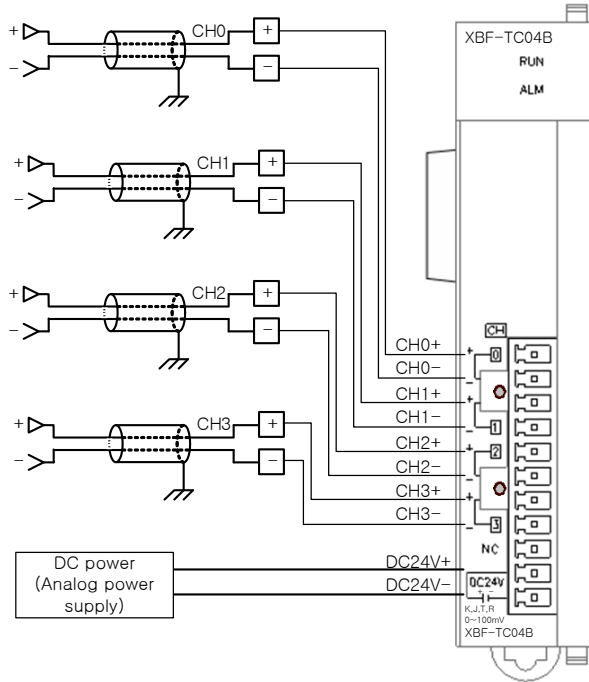 XBF-TC04B
RUN
ALM
+ CH0 +
- -
+ CH1 +
- -
+ CH2 +
- -
+ CH3 +
- -
CH
CH0+ + 0
CH0- -
CH1+ +
CH1- - 1
CH2+ + 2
CH2- -
CH3+ +
CH3- - 3
NC
DC power
(Analog power
supply)
DC24V+
DC24V-
DC24V
+ -
K,J,T,R
0~100mV
XBF-TC04B